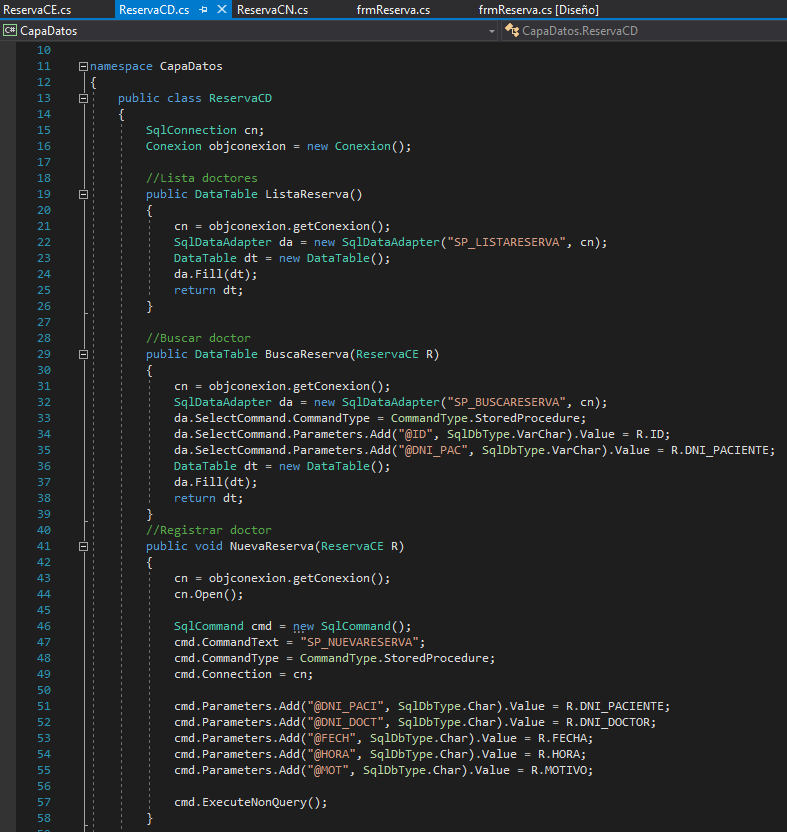 ReservaCE.cs ReservaCD.cs ReservaCN.cs frmReserva.cs frmReserva.cs [Diseño]
C# CapaDatos CapaDatos.ReservaCD
10
11 namespace CapaDatos
12 {
13 public class ReservaCD
14 {
15 SqlConnection cn;
16 Conexion objconexion = new Conexion();
17
18 //Lista doctores
19 public DataTable ListaReserva()
20 {
21 cn = objconexion.getConexion();
22 SqlDataAdapter da = new SqlDataAdapter("SP_LISTARESERVA", cn);
23 DataTable dt = new DataTable();
24 da.Fill(dt);
25 return dt;
26 }
27
28 //Buscar doctor
29 public DataTable BuscaReserva(ReservaCE R)
30 {
31 cn = objconexion.getConexion();
32 SqlDataAdapter da = new SqlDataAdapter("SP_BUSCARESERVA", cn);
33 da.SelectCommand.CommandType = CommandType.StoredProcedure;
34 da.SelectCommand.Parameters.Add("@ID", SqlDbType.VarChar).Value = R.ID;
35 da.SelectCommand.Parameters.Add("@DNI_PAC", SqlDbType.VarChar).Value = R.DNI_PACIENTE;
36 DataTable dt = new DataTable();
37 da.Fill(dt);
38 return dt;
39 }
40 //Registrar doctor
41 public void NuevaReserva(ReservaCE R)
42 {
43 cn = objconexion.getConexion();
44 cn.Open();
45
46 SqlCommand cmd = new SqlCommand();
47 cmd.CommandText = "SP_NUEVARESERVA";
48 cmd.CommandType = CommandType.StoredProcedure;
49 cmd.Connection = cn;
50
51 cmd.Parameters.Add("@DNI_PACI", SqlDbType.Char).Value = R.DNI_PACIENTE;
52 cmd.Parameters.Add("@DNI_DOCT", SqlDbType.Char).Value = R.DNI_DOCTOR;
53 cmd.Parameters.Add("@FECH", SqlDbType.Char).Value = R.FECHA;
54 cmd.Parameters.Add("@HORA", SqlDbType.Char).Value = R.HORA;
55 cmd.Parameters.Add("@MOT", SqlDbType.Char).Value = R.MOTIVO;
56
57 cmd.ExecuteNonQuery();
58 }